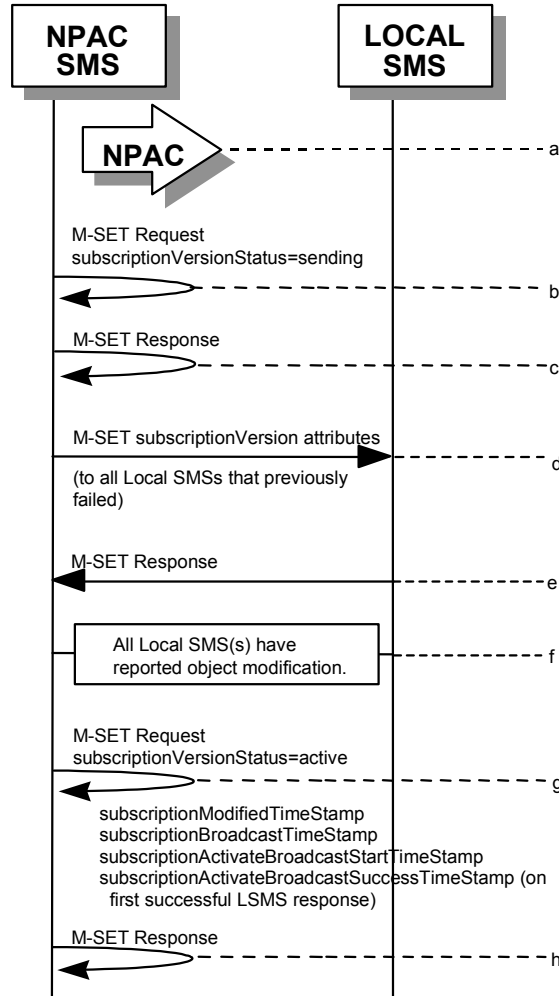 NPAC
SMS
LOCAL
SMS
NPAC
a
M-SET Request
subscriptionVersionStatus=sending
b
M-SET Response
c
M-SET subscriptionVersion attributes
d
(to all Local SMSs that previously
failed)
M-SET Response
e
All Local SMS(s) have
reported object modification.
f
M-SET Request
subscriptionVersionStatus=active
g
subscriptionModifiedTimeStamp
subscriptionBroadcastTimeStamp
subscriptionActivateBroadcastStartTimeStamp
subscriptionActivateBroadcastSuccessTimeStamp (on
first successful LSMS response)
M-SET Response
h